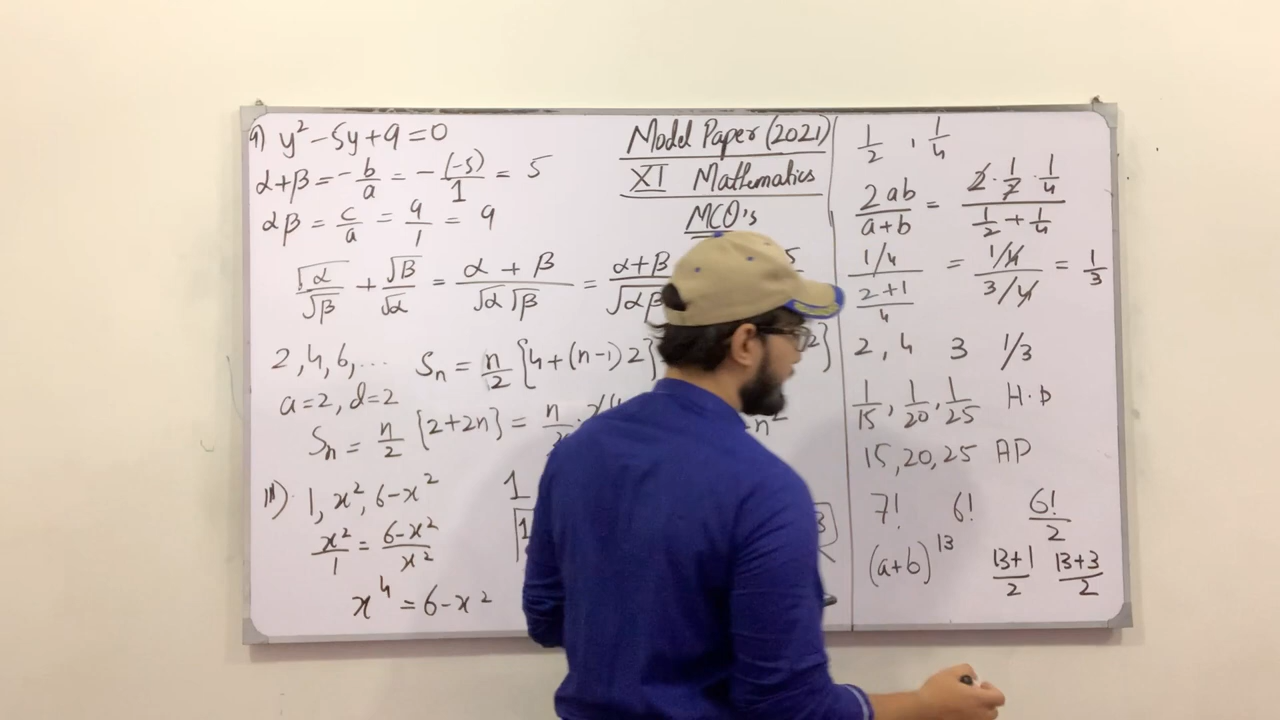 9) y² - 5y + 9 = 0
α+β = -b/a = -(-5)/1 = 5
αβ = c/a = 9/1 = 9
√α/√β + √β/√α = α + β/√α √β = α+β/√αβ 5
2, 4, 6, ... Sn = n/2 {4 + (n-1) 2} 2}
a=2, d=2
Sn = n/2 {2+2n} = n/2 . n²
III) 1, x², 6-x² 1
x²/1 = 6-x²/x² 1 3
x⁴ = 6 - x²
Model Paper (2021)
XI Mathematics
MCQ's
1/2 , 1/4
2ab/a+b = 2 · 1/2 · 1/4 / 1/2 + 1/4
1/4 / 2+1/4 = 1/4 / 3/4 = 1/3
2, 4 3 1/3
1/15, 1/20, 1/25 H.P
15, 20, 25 AP
7! 6! 6!/2
(a+b)¹³ 13+1/2 13+3/2